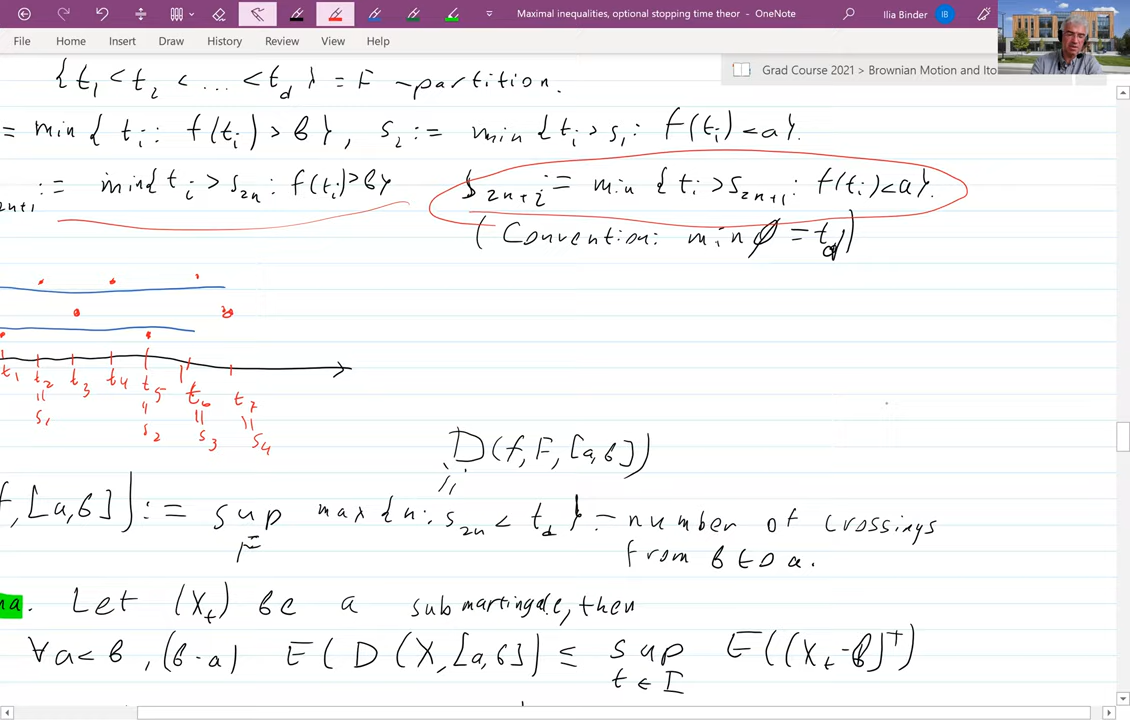 Maximal inequalities, optional stopping time theor - OneNote
Ilia Binder IB
File Home Insert Draw History Review View Help
Grad Course 2021 > Brownian Motion and Ito
{t1 < t2 < ... < td} = F - partition.
= min{ti: f(ti) > b}, s2 := min{ti > s1: f(ti) < a}.
2n+1 := min{ti > s2n: f(ti) > b} s2n+2 := min{ti > s2n+1: f(ti) < a}.
(Convention: min ∅ = td)
t1 t2 t3 t4 t5 t6 t7
s1 s2 s3 s4
D(f, F, [a,b])
f, [a,b]) := sup F max{n: s2n < td} = number of crossings
from b to a.
ma. Let (Xt) be a submartingale, then
∀a<b, (b-a) E(D(X,[a,b]) ≤ sup t∈I E((Xt-b)+)